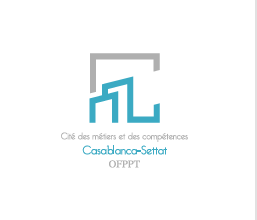 Cité des métiers et des compétences
Casablanca-Settat
OFPPT